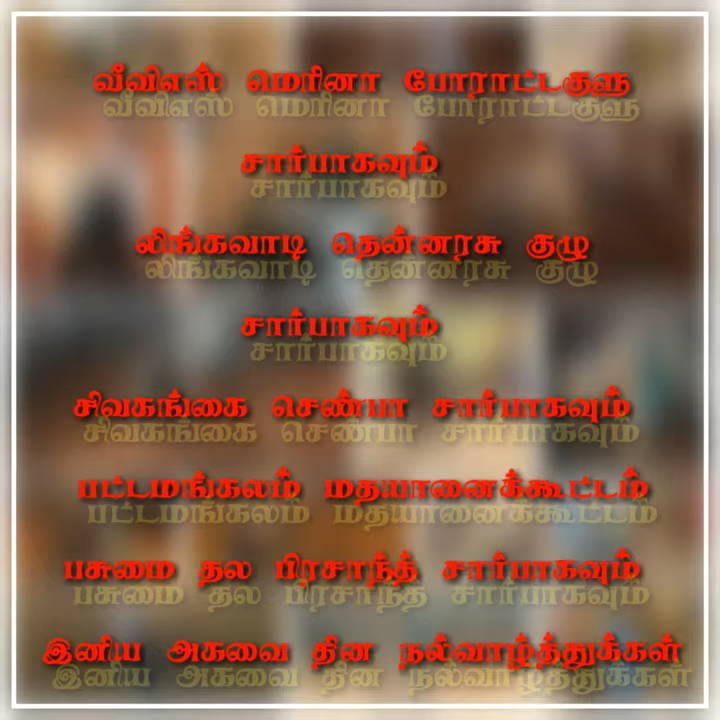 வீவிஎஸ் மெரினா போராட்டகுளு
சார்பாகவும்
லிங்கவாடி தென்னரசு குழு
சார்பாகவும்
சிவகங்கை செண்பா சார்பாகவும்
பட்டமங்கலம் மதயானைக்கூட்டம்
பசுமை தல பிரசாந்த் சார்பாகவும்
இனிய அகவை தின நல்வாழ்த்துக்கள்